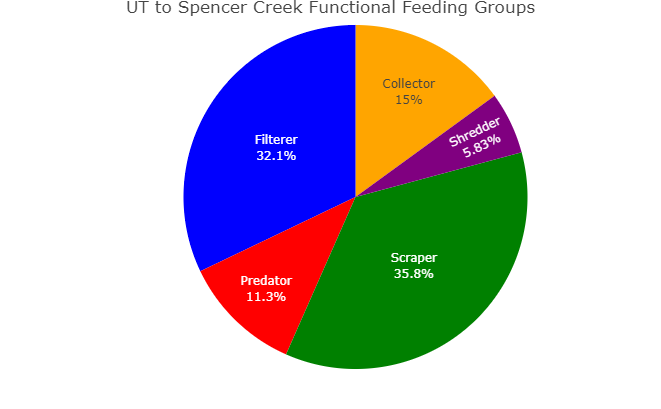 UT to Spencer Creek Functional Feeding Groups
Collector
15%
Shredder
5.83%
Filterer
32.1%
Scraper
35.8%
Predator
11.3%